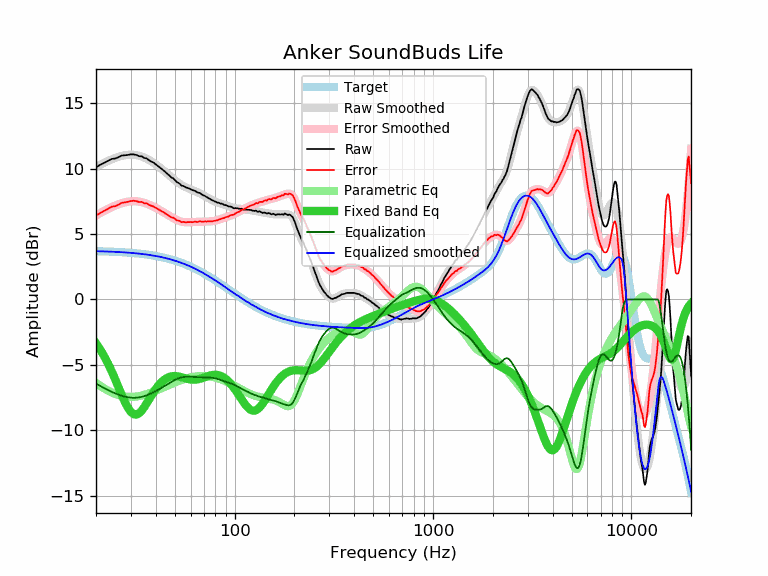 Anker SoundBuds Life
Target
Raw Smoothed
Error Smoothed
Raw
Error
Parametric Eq
Fixed Band Eq
Equalization
Equalized smoothed
Amplitude (dBr)
15
10
5
0
−5
−10
−15
100
1000
10000
Frequency (Hz)